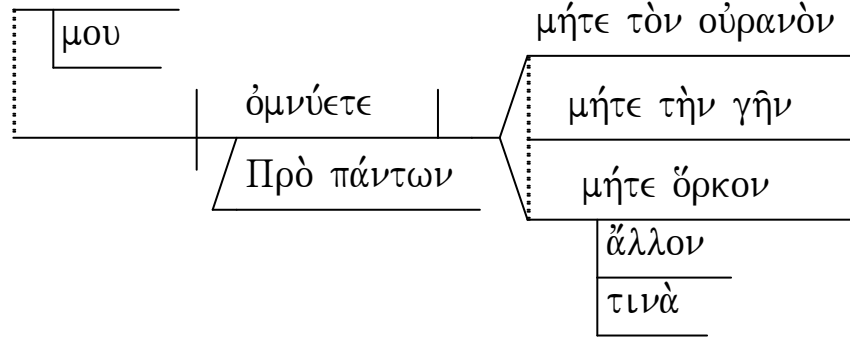 μου
ὀμνύετε
Πρὸ πάντων
μήτε τὸν οὐρανὸν
μήτε τὴν γῆν
μήτε ὅρκον
ἄλλον
τινὰ